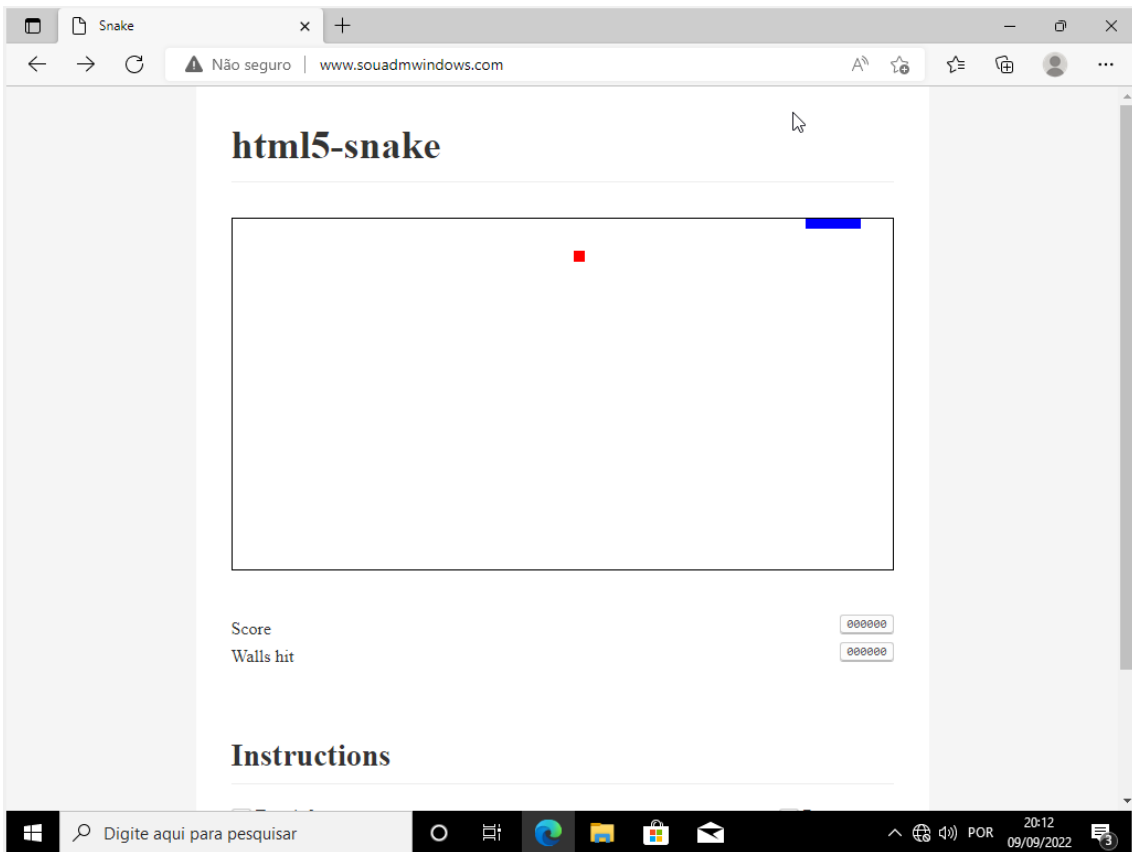 Snake
Não seguro
www.souadmwindows.com
html5-snake
Score
000000
Walls hit
000000
Instructions
Digite aqui para pesquisar
POR
20:12
09/09/2022
3